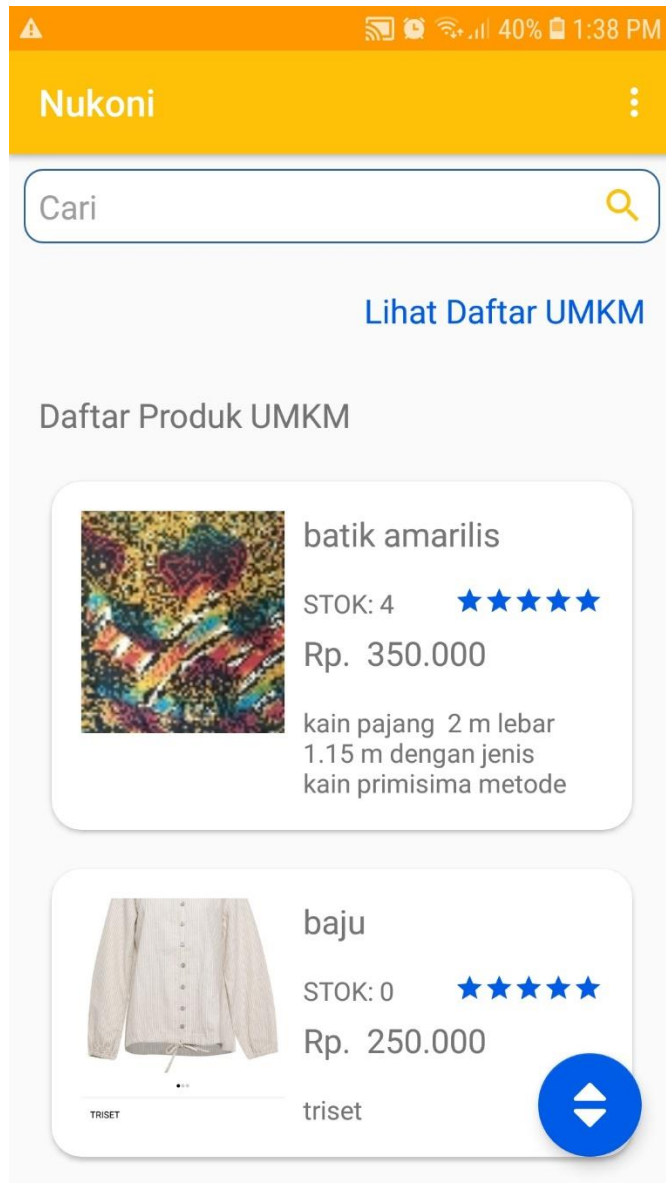 40% 1:38 PM
Nukoni
Cari
Lihat Daftar UMKM
Daftar Produk UMKM
batik amarilis
STOK: 4
Rp. 350.000
kain pajang 2 m lebar
1.15 m dengan jenis
kain primisima metode
baju
STOK: 0
Rp. 250.000
TRISET
triset